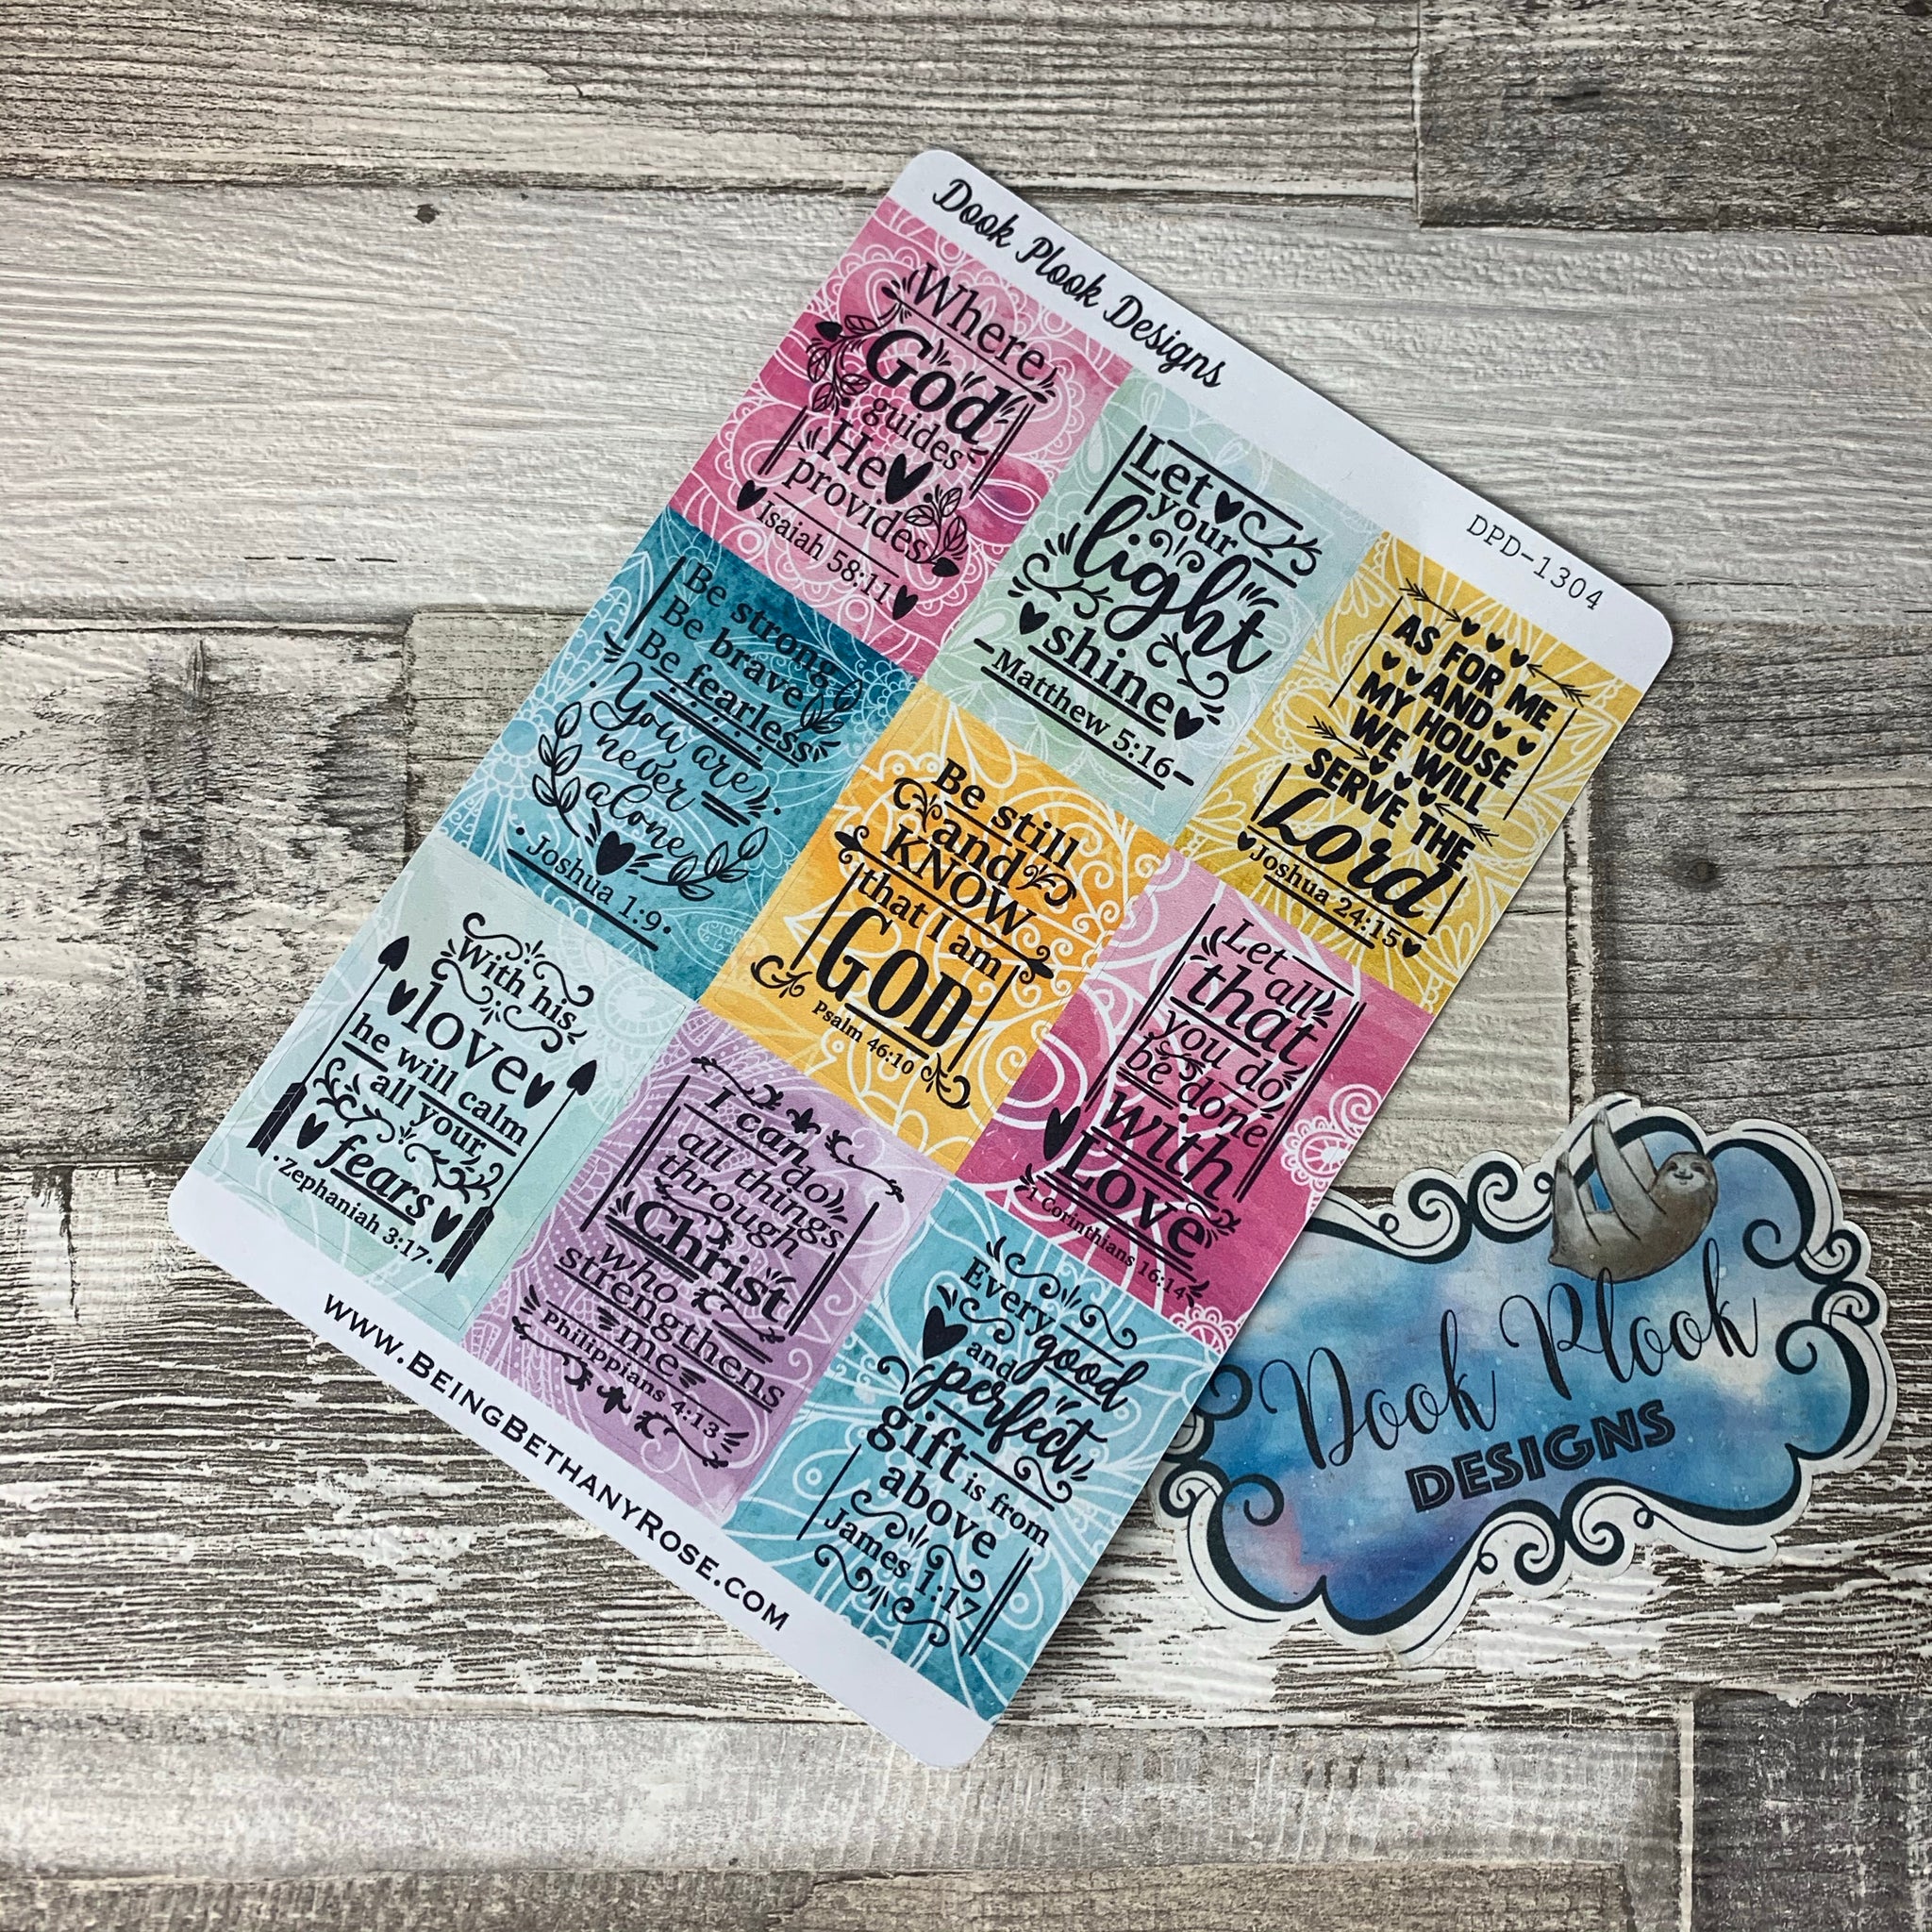 Dook Plook Designs
DPD-1304
Where
God
guides
He
provides
Isaiah 58:11
Let
your
light
shine
Matthew 5:16
AS FOR ME
AND
MY HOUSE
WE WILL
SERVE THE
Lord
Joshua 24:15
Be strong
Be brave
Be fearless
You are
never
alone
Joshua 1:9
Be still
and
KNOW
that I am
GOD
Psalm 46:10
Let all
that
you do
be done
with
Love
1 Corinthians 16:14
With his
love
he will calm
all your
fears
Zephaniah 3:17
I can do
all things
through
Christ
who
strengthens
me
Philippians 4:13
Every good
and
perfect
gift is from
above
James 1:17
www.BeingBethanyRose.com
Dook Plook
DESIGNS